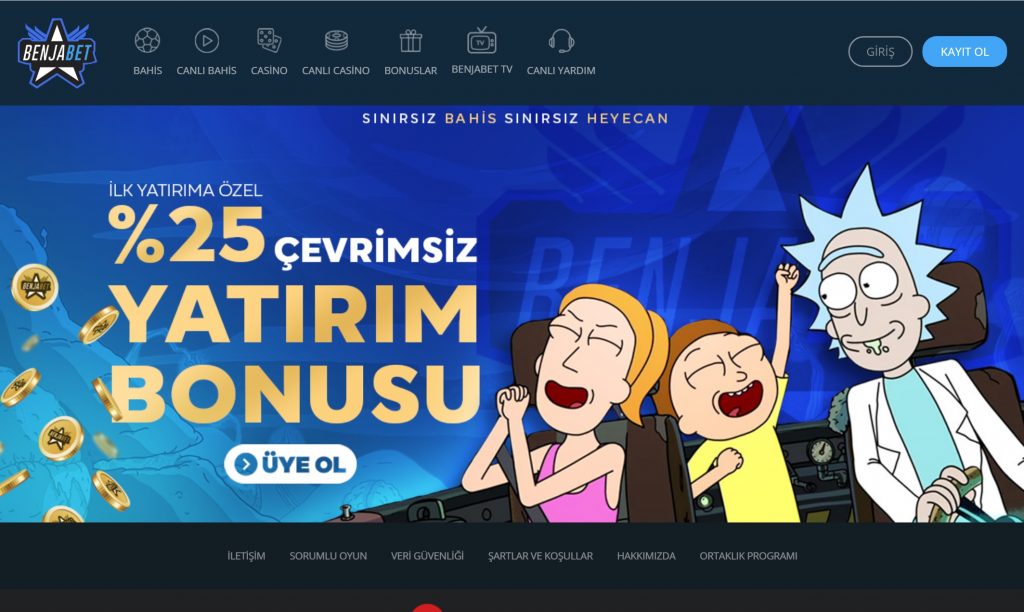 BENJABET
BAHİS
CANLI BAHİS
CASİNO
CANLI CASİNO
BONUSLAR
TV
BENJABET TV
CANLI YARDIM
GİRİŞ
KAYIT OL
SINIRSIZ BAHİS SINIRSIZ HEYECAN
İLK YATIRIMA ÖZEL
%25 ÇEVRİMSİZ
YATIRIM
BONUSU
ÜYE OL
BENJABET
İLETİŞİM
SORUMLU OYUN
VERİ GÜVENLİĞİ
ŞARTLAR VE KOŞULLAR
HAKKIMIZDA
ORTAKLIK PROGRAMI